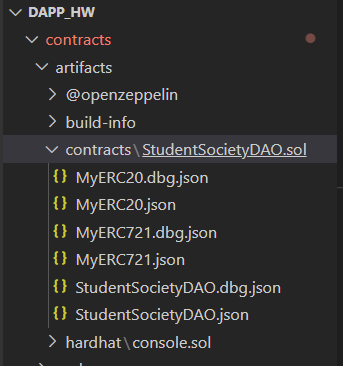 DAPP_HW
contracts
artifacts
@openzeppelin
build-info
contracts\StudentSocietyDAO.sol
{} MyERC20.dbg.json
{} MyERC20.json
{} MyERC721.dbg.json
{} MyERC721.json
{} StudentSocietyDAO.dbg.json
{} StudentSocietyDAO.json
hardhat\console.sol